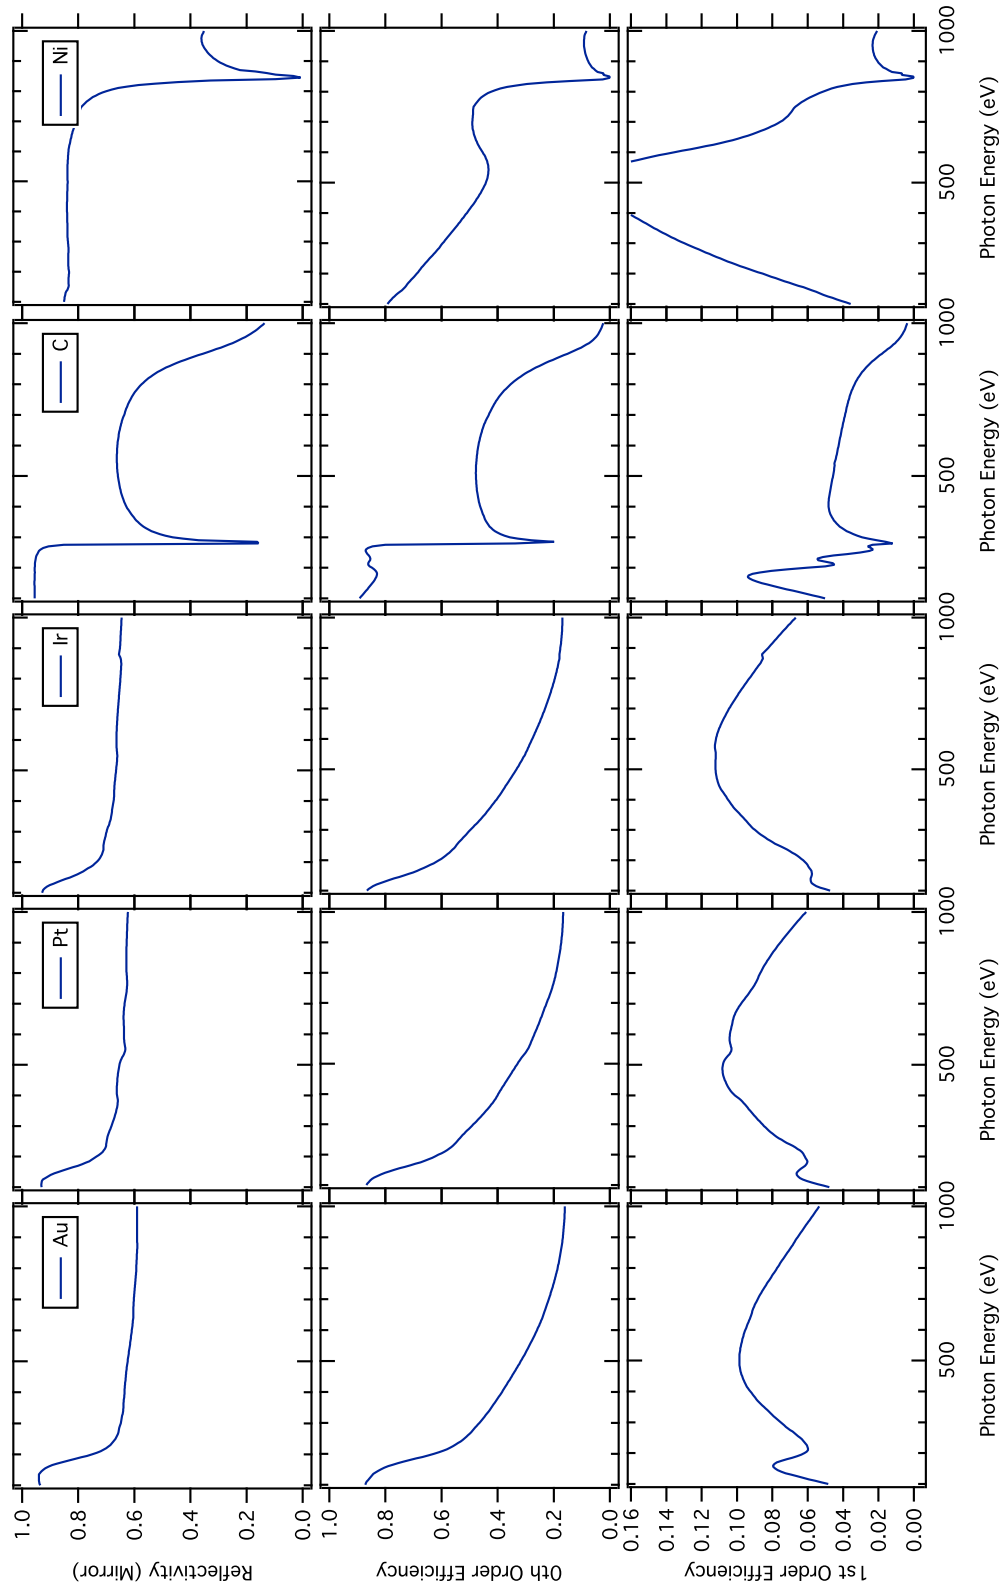 Reflectivity (Mirror)
1.0
0.8
0.6
0.4
0.2
0.0
Au
Pt
Ir
C
Ni
0th Order Efficiency
1.0
0.8
0.6
0.4
0.2
0.0
1st Order Efficiency
0.16
0.14
0.12
0.10
0.08
0.06
0.04
0.02
0.00
500 1000
500 1000
500 1000
500 1000
500 1000
Photon Energy (eV)
Photon Energy (eV)
Photon Energy (eV)
Photon Energy (eV)
Photon Energy (eV)